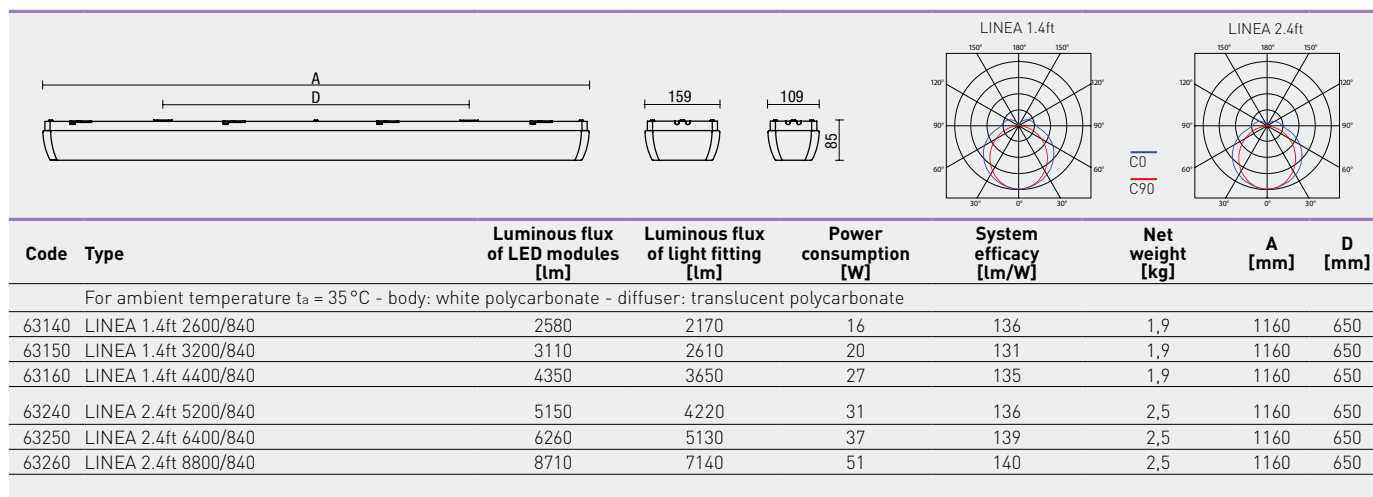 LINEA 1.4ft
LINEA 2.4ft
150° 180° 150°
150° 180° 150°
120° 120°
120° 120°
90° 90°
90° 90°
60° 60°
60° 60°
30° 0° 30°
30° 0° 30°
A
D
159
109
85
C0
C90
Code Type Luminous flux of LED modules [lm] Luminous flux of light fitting [lm] Power consumption [W] System efficacy [lm/W] Net weight [kg] A [mm] D [mm]
For ambient temperature ta = 35°C - body: white polycarbonate - diffuser: translucent polycarbonate
63140 LINEA 1.4ft 2600/840 2580 2170 16 136 1,9 1160 650
63150 LINEA 1.4ft 3200/840 3110 2610 20 131 1,9 1160 650
63160 LINEA 1.4ft 4400/840 4350 3650 27 135 1,9 1160 650
63240 LINEA 2.4ft 5200/840 5150 4220 31 136 2,5 1160 650
63250 LINEA 2.4ft 6400/840 6260 5130 37 139 2,5 1160 650
63260 LINEA 2.4ft 8800/840 8710 7140 51 140 2,5 1160 650